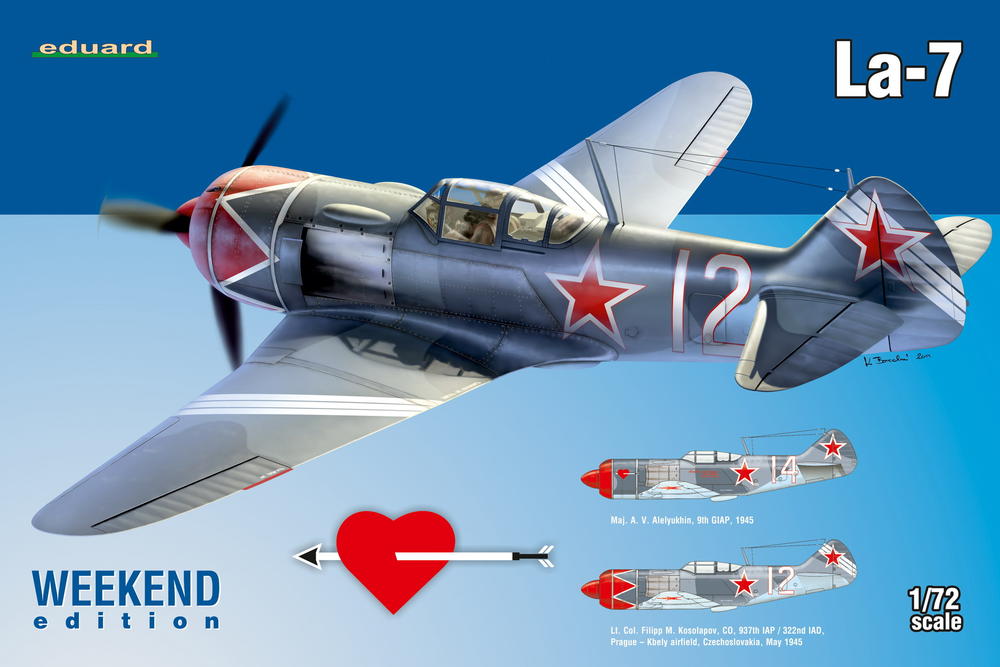 eduard
La-7
12
14
Maj. A. V. Alelyukhin, 9th GIAP, 1945
12
Lt. Col. Filipp M. Kosolapov, CO, 937th IAP / 322nd IAD,
Prague – Kbely airfield, Czechoslovakia, May 1945
WEEKEND
edition
1/72
scale